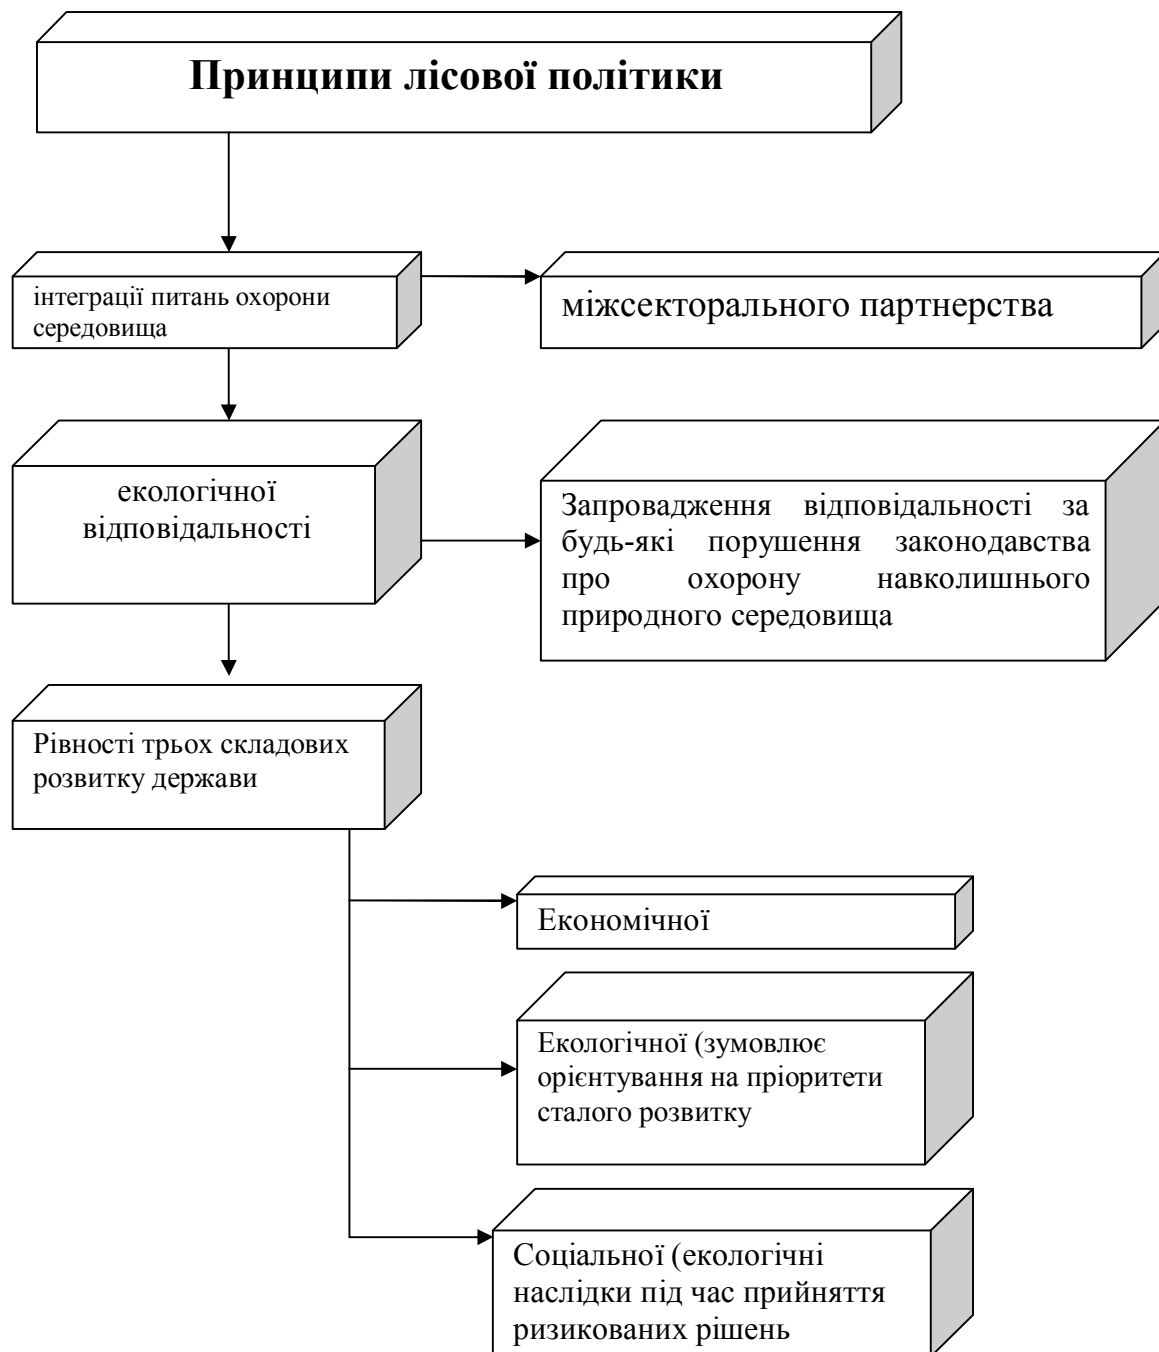 Принципи лісової політики
інтеграції питань охорони
середовища
міжсекторального партнерства
екологічної
відповідальності
Запровадження відповідальності за
будь-які порушення законодавства
про охорону навколишнього
природного середовища
Рівності трьох складових
розвитку держави
Економічної
Екологічної (зумовлює
орієнтування на пріоритети
сталого розвитку
Соціальної (екологічні
наслідки під час прийняття
ризикованих рішень